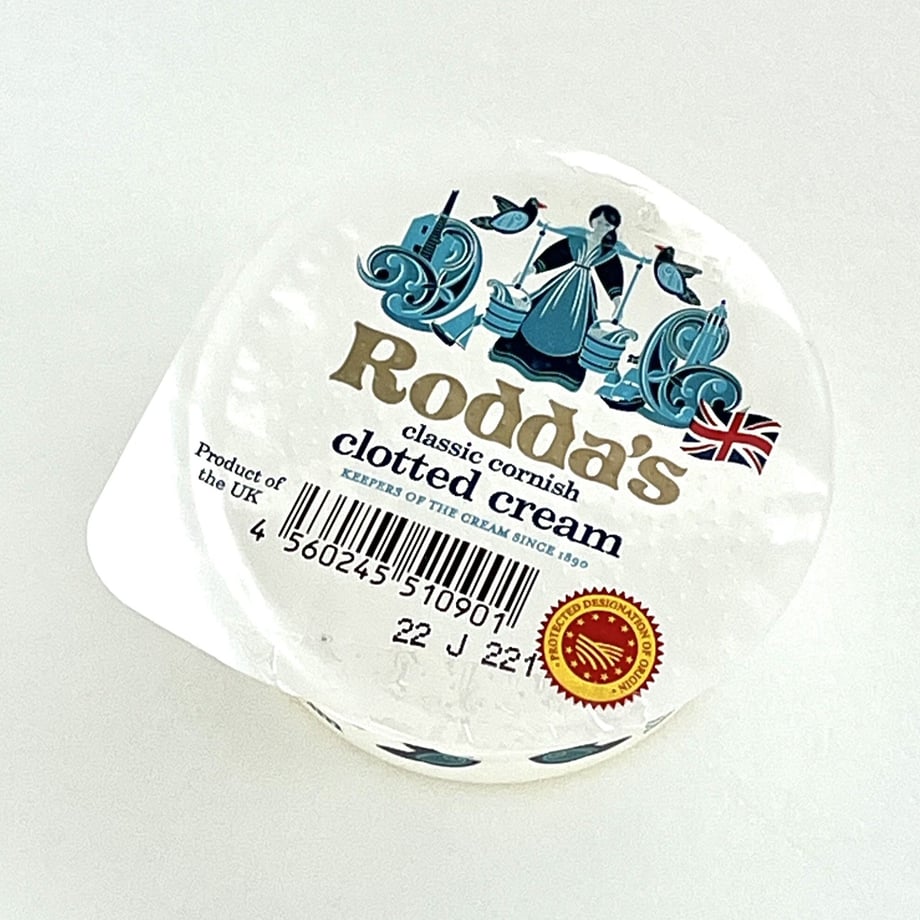 Rodda's
classic cornish
clotted cream
KEEPERS OF THE CREAM SINCE 1890
Product of
the UK
4 560245 510901
22 J 221
PROTECTED DESIGNATION OF ORIGIN